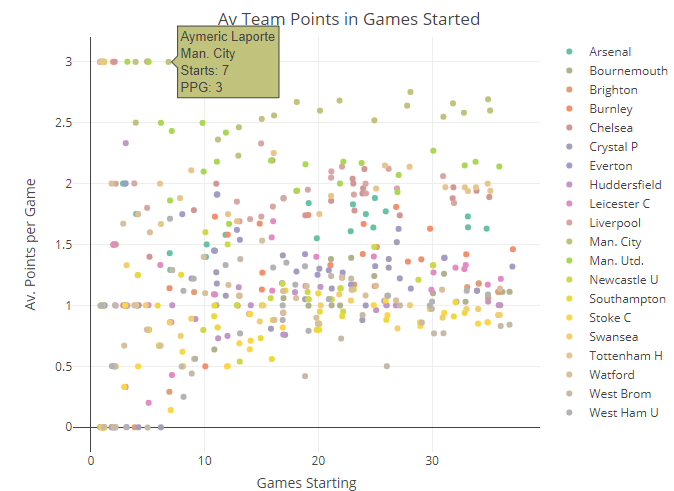 Av Team Points in Games Started
Aymeric Laporte
Man. City
Starts: 7
PPG: 3
3
2.5
2
1.5
1
0.5
0
Av. Points per Game
0
10
20
30
Games Starting
Arsenal
Bournemouth
Brighton
Burnley
Chelsea
Crystal P
Everton
Huddersfield
Leicester C
Liverpool
Man. City
Man. Utd.
Newcastle U
Southampton
Stoke C
Swansea
Tottenham H
Watford
West Brom
West Ham U